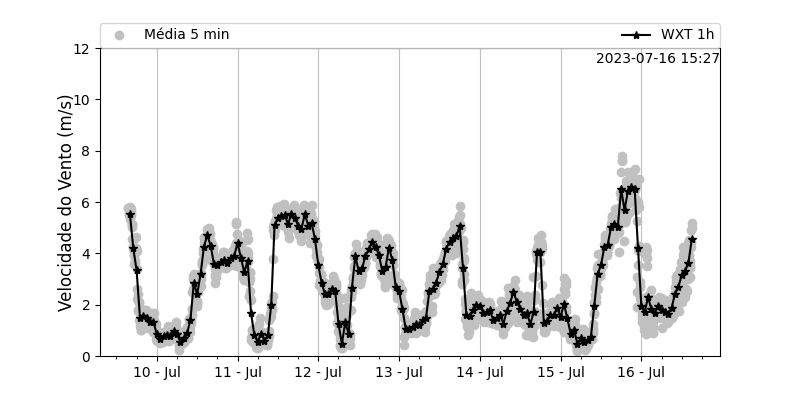 Média 5 min
WXT 1h
2023-07-16 15:27
Velocidade do Vento (m/s)
12
10
8
6
4
2
0
10 - Jul
11 - Jul
12 - Jul
13 - Jul
14 - Jul
15 - Jul
16 - Jul